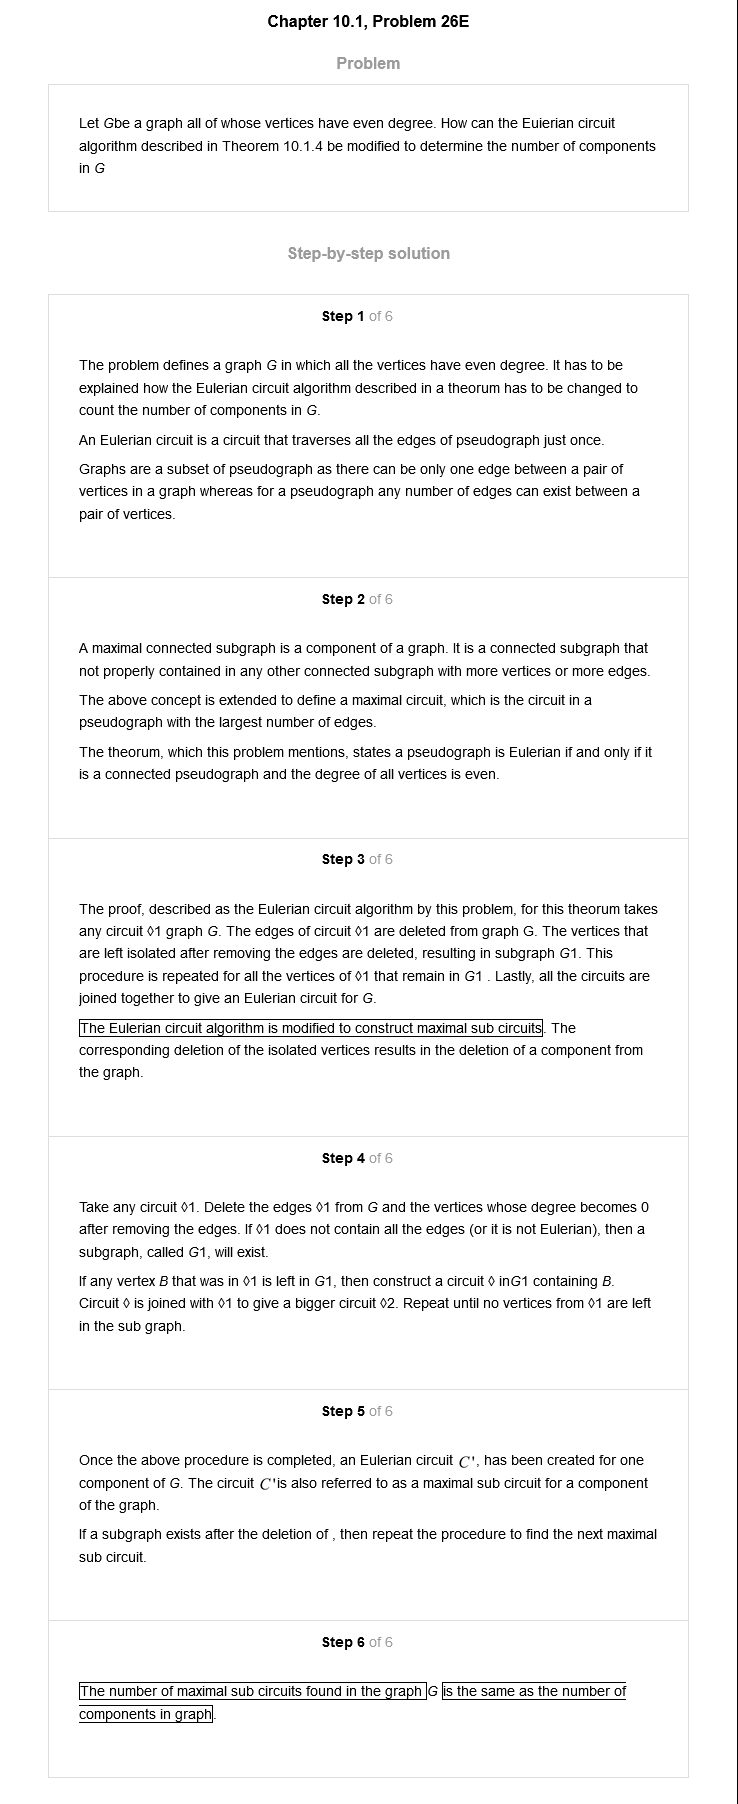 Chapter 10.1, Problem 26E
Problem
Let Gbe a graph all of whose vertices have even degree. How can the Euierian circuit
algorithm described in Theorem 10.1.4 be modified to determine the number of components
in G
Step-by-step solution
Step 1 of 6
The problem defines a graph G in which all the vertices have even degree. It has to be
explained how the Eulerian circuit algorithm described in a theorum has to be changed to
count the number of components in G.
An Eulerian circuit is a circuit that traverses all the edges of pseudograph just once.
Graphs are a subset of pseudograph as there can be only one edge between a pair of
vertices in a graph whereas for a pseudograph any number of edges can exist between a
pair of vertices.
Step 2 of 6
A maximal connected subgraph is a component of a graph. It is a connected subgraph that
not properly contained in any other connected subgraph with more vertices or more edges.
The above concept is extended to define a maximal circuit, which is the circuit in a
pseudograph with the largest number of edges.
The theorum, which this problem mentions, states a pseudograph is Eulerian if and only if it
is a connected pseudograph and the degree of all vertices is even.
Step 3 of 6
The proof, described as the Eulerian circuit algorithm by this problem, for this theorum takes
any circuit ◊1 graph G. The edges of circuit ◊1 are deleted from graph G. The vertices that
are left isolated after removing the edges are deleted, resulting in subgraph G1. This
procedure is repeated for all the vertices of ◊1 that remain in G1 . Lastly, all the circuits are
joined together to give an Eulerian circuit for G.
The Eulerian circuit algorithm is modified to construct maximal sub circuits. The
corresponding deletion of the isolated vertices results in the deletion of a component from
the graph.
Step 4 of 6
Take any circuit ◊1. Delete the edges ◊1 from G and the vertices whose degree becomes 0
after removing the edges. If ◊1 does not contain all the edges (or it is not Eulerian), then a
subgraph, called G1, will exist.
If any vertex B that was in ◊1 is left in G1, then construct a circuit ◊ inG1 containing B.
Circuit ◊ is joined with ◊1 to give a bigger circuit ◊2. Repeat until no vertices from ◊1 are left
in the sub graph.
Step 5 of 6
Once the above procedure is completed, an Eulerian circuit C', has been created for one
component of G. The circuit C'is also referred to as a maximal sub circuit for a component
of the graph.
If a subgraph exists after the deletion of , then repeat the procedure to find the next maximal
sub circuit.
Step 6 of 6
The number of maximal sub circuits found in the graph G is the same as the number of
components in graph.